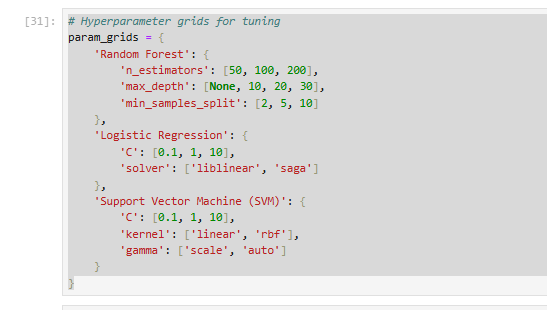 [31]: # Hyperparameter grids for tuning
param_grids = {
    'Random Forest': {
        'n_estimators': [50, 100, 200],
        'max_depth': [None, 10, 20, 30],
        'min_samples_split': [2, 5, 10]
    },
    'Logistic Regression': {
        'C': [0.1, 1, 10],
        'solver': ['liblinear', 'saga']
    },
    'Support Vector Machine (SVM)': {
        'C': [0.1, 1, 10],
        'kernel': ['linear', 'rbf'],
        'gamma': ['scale', 'auto']
    }
}